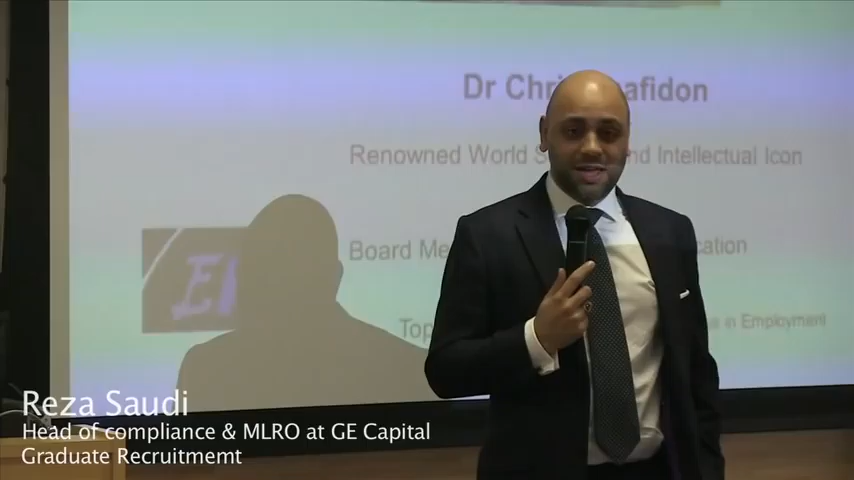 Dr Chri afidon
Renowned World S nd Intellectual Icon
Board Me cation
Top in Employment
Reza Saudi
Head of compliance & MLRO at GE Capital
Graduate Recruitmemt